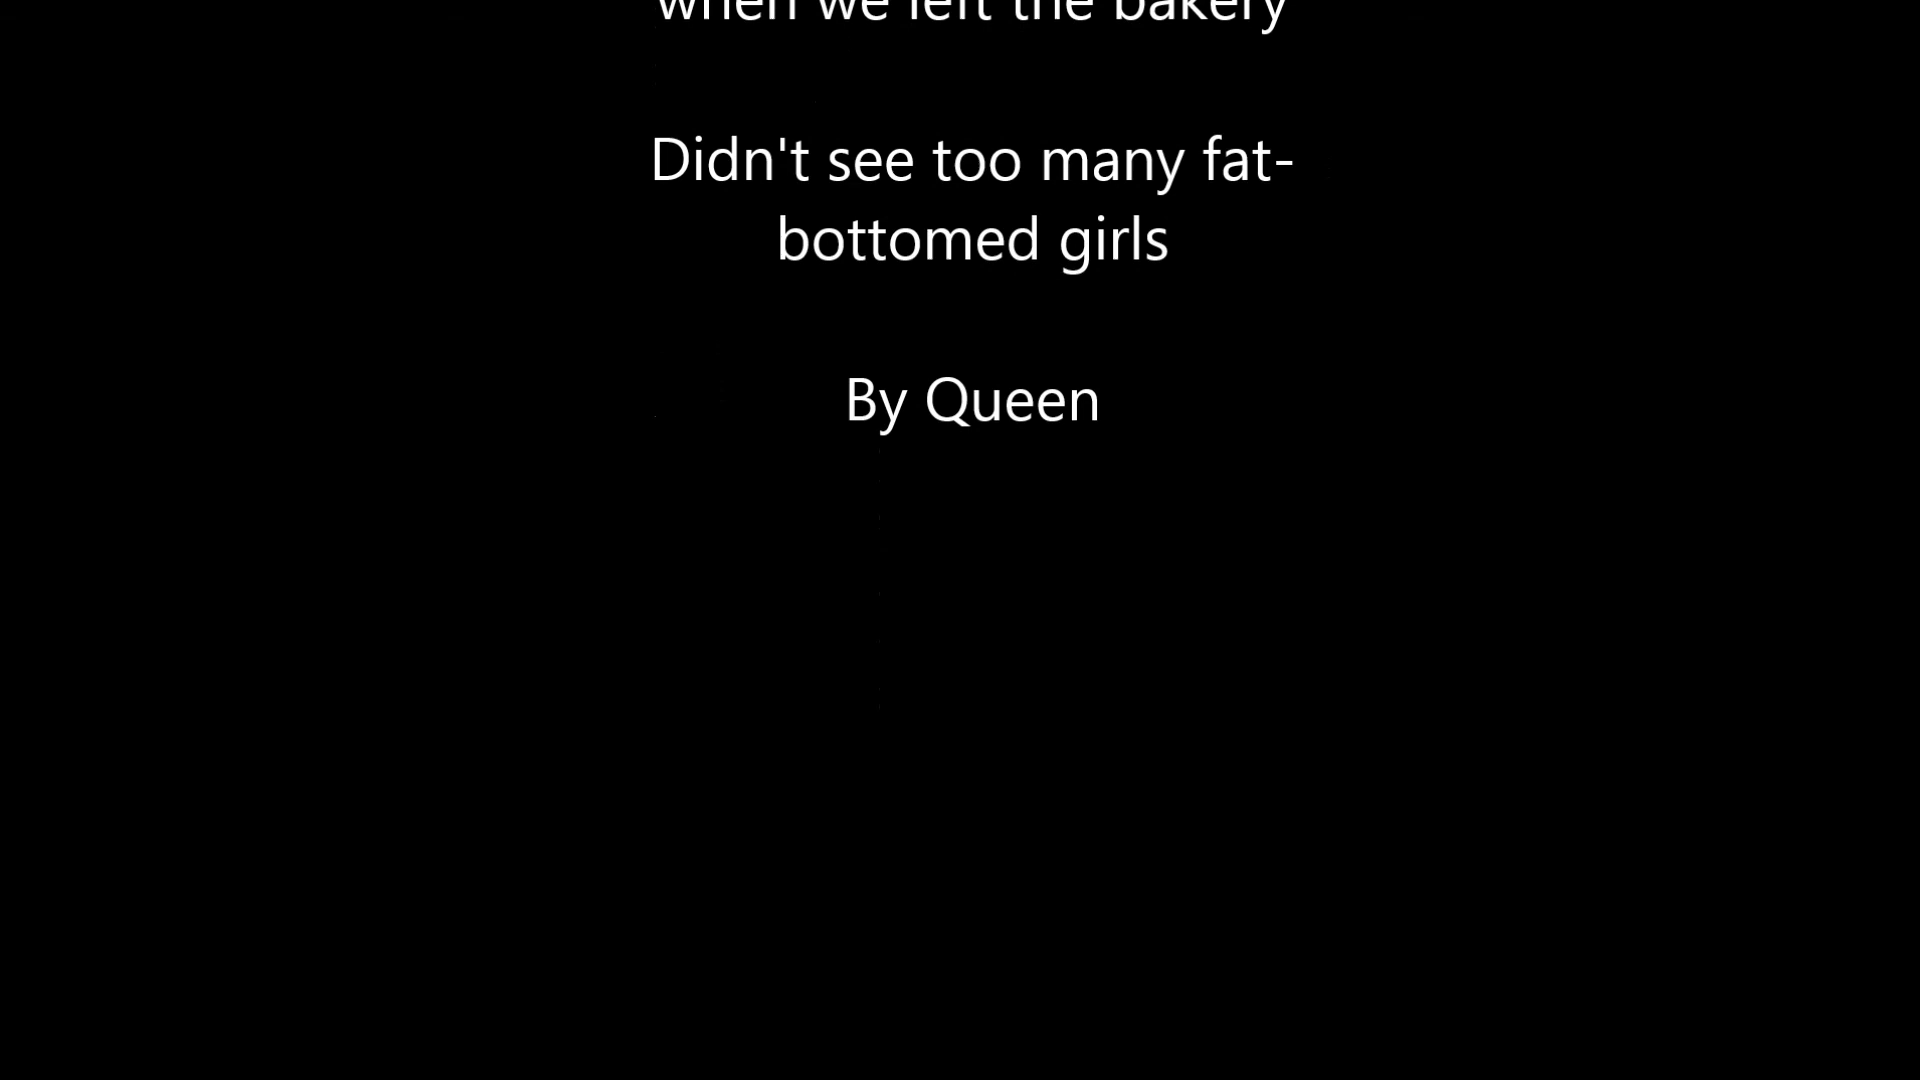 when we left the bakery
Didn't see too many fat-
bottomed girls
By Queen